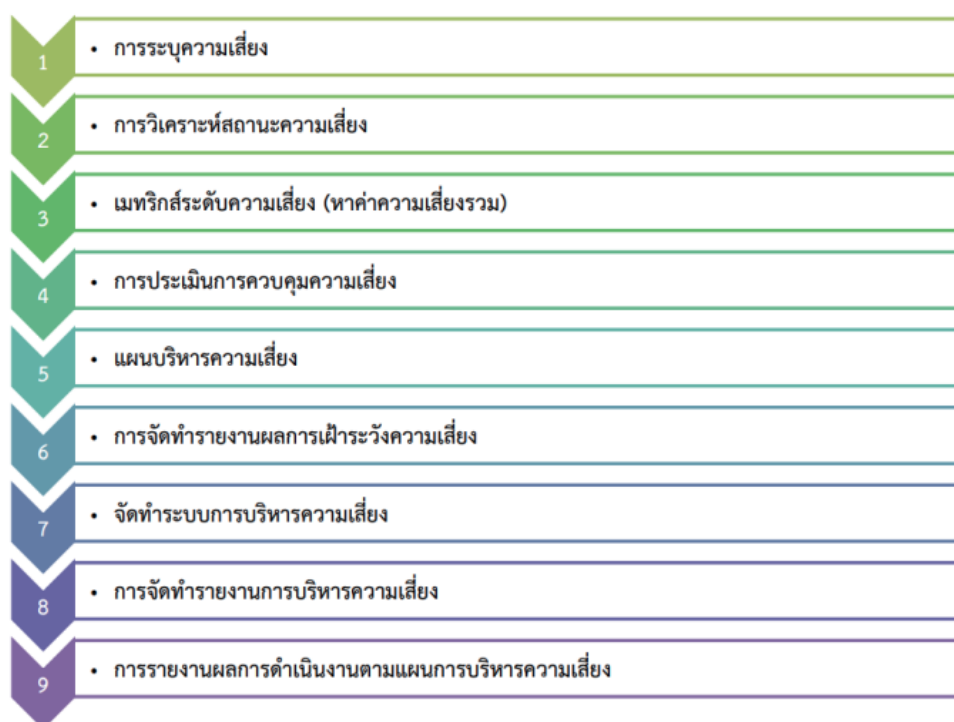 1
• การระบุความเสี่ยง
2
• การวิเคราะห์สถานะความเสี่ยง
3
• เมทริกส์ระดับความเสี่ยง (หาค่าความเสี่ยงรวม)
4
• การประเมินการควบคุมความเสี่ยง
5
• แผนบริหารความเสี่ยง
6
• การจัดทำรายงานผลการเฝ้าระวังความเสี่ยง
7
• จัดทำระบบการบริหารความเสี่ยง
8
• การจัดทำรายงานการบริหารความเสี่ยง
9
• การรายงานผลการดำเนินงานตามแผนการบริหารความเสี่ยง